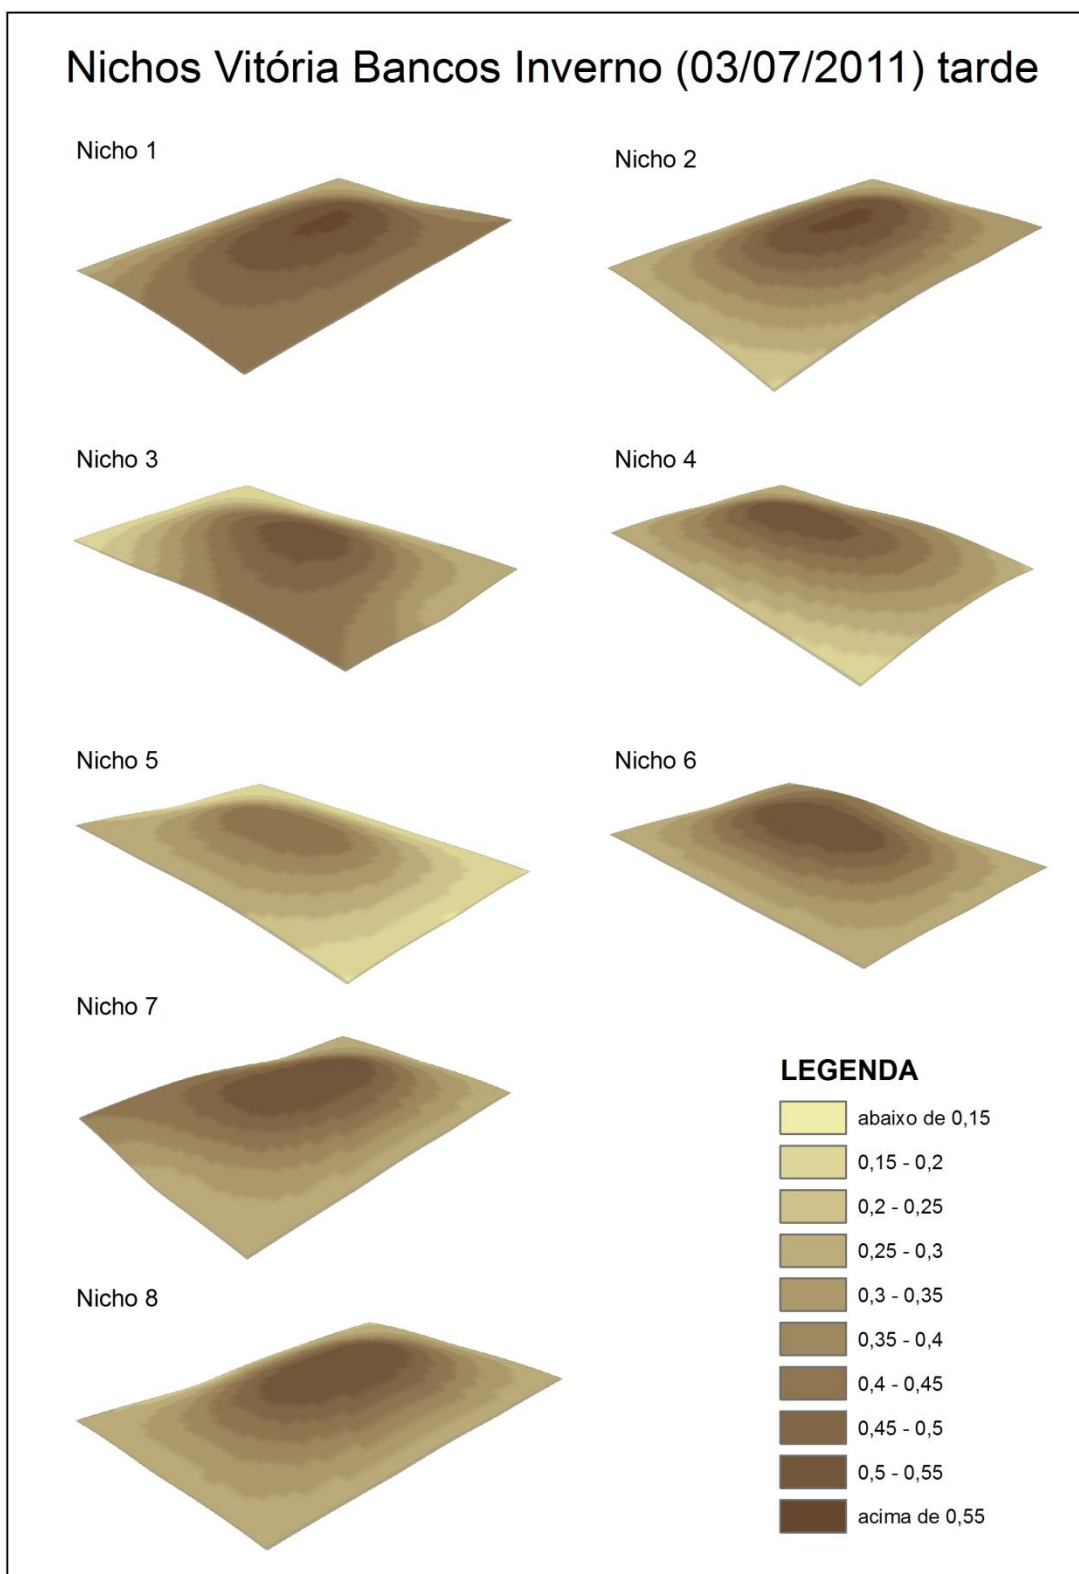 Nichos Vitória Bancos Inverno (03/07/2011) tarde
Nicho 1
Nicho 2
Nicho 3
Nicho 4
Nicho 5
Nicho 6
Nicho 7
Nicho 8
LEGENDA
abaixo de 0,15
0,15 - 0,2
0,2 - 0,25
0,25 - 0,3
0,3 - 0,35
0,35 - 0,4
0,4 - 0,45
0,45 - 0,5
0,5 - 0,55
acima de 0,55